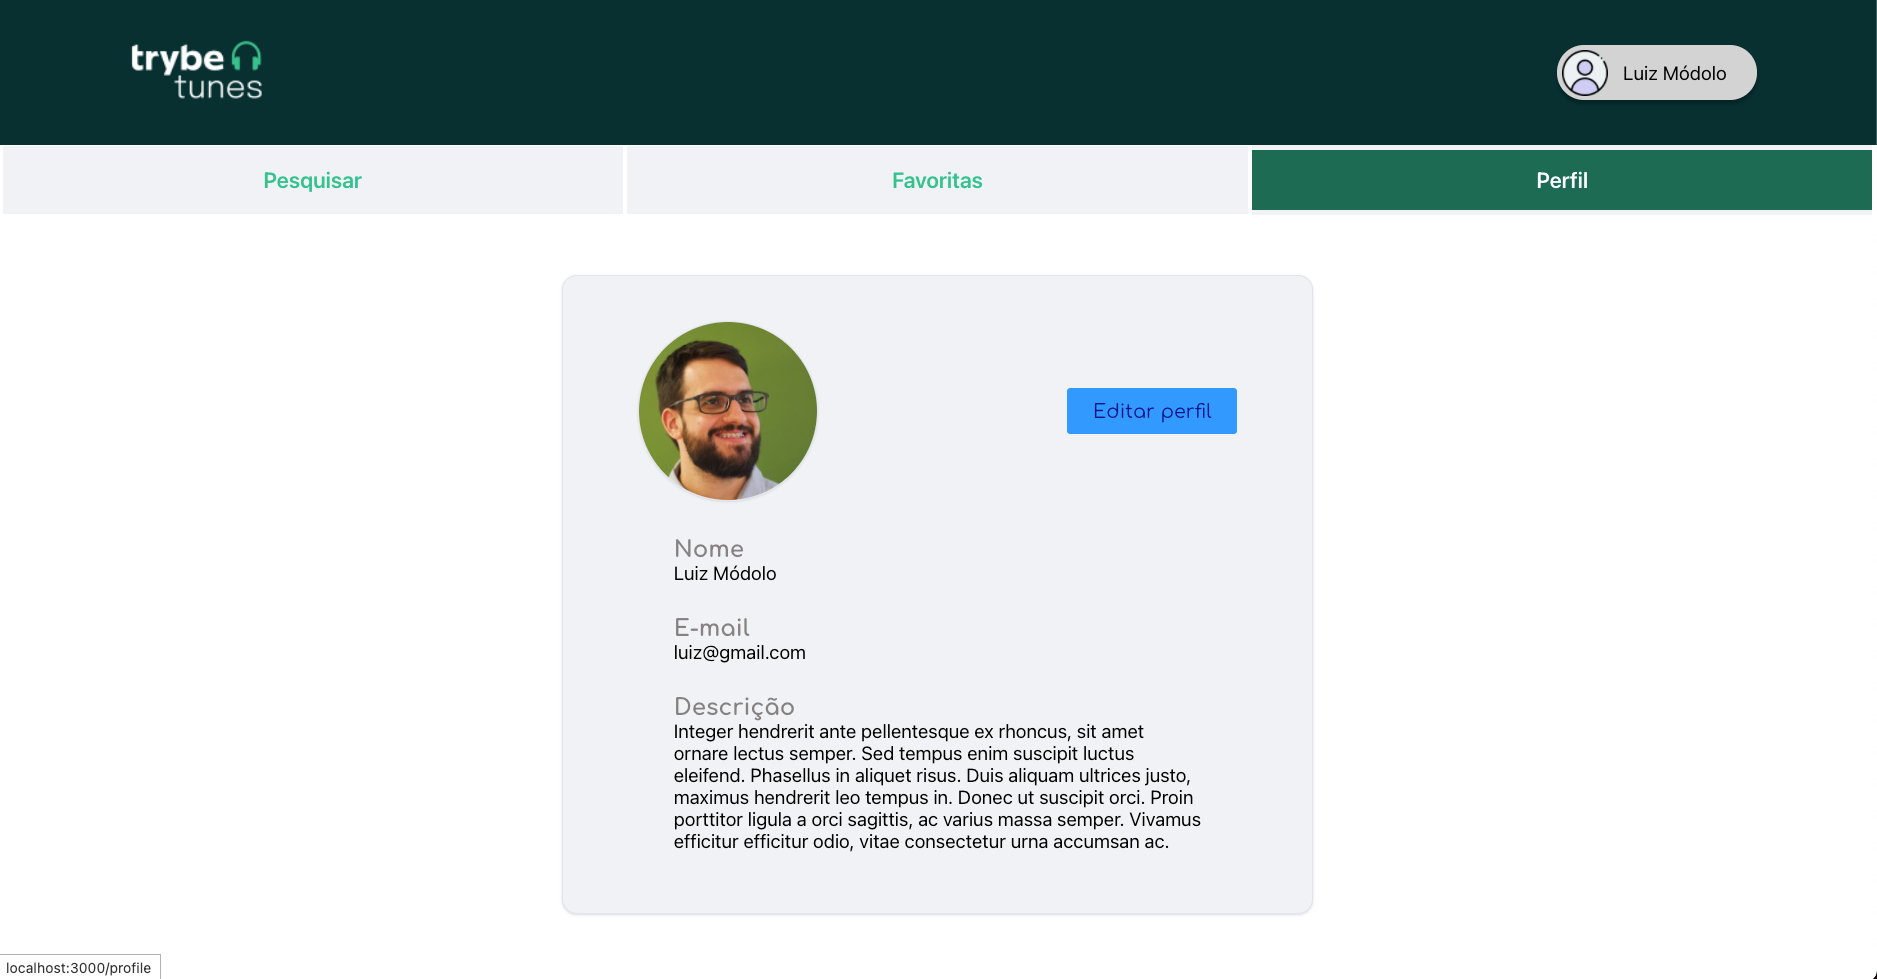 trybe
tunes
Luiz Módolo
Pesquisar
Favoritas
Perfil
Editar perfil
Nome
Luiz Módolo
E-mail
luiz@gmail.com
Descrição
Integer hendrerit ante pellentesque ex rhoncus, sit amet
ornare lectus semper. Sed tempus enim suscipit luctus
eleifend. Phasellus in aliquet risus. Duis aliquam ultrices justo,
maximus hendrerit leo tempus in. Donec ut suscipit orci. Proin
porttitor ligula a orci sagittis, ac varius massa semper. Vivamus
efficitur efficitur odio, vitae consectetur urna accumsan ac.
localhost:3000/profile